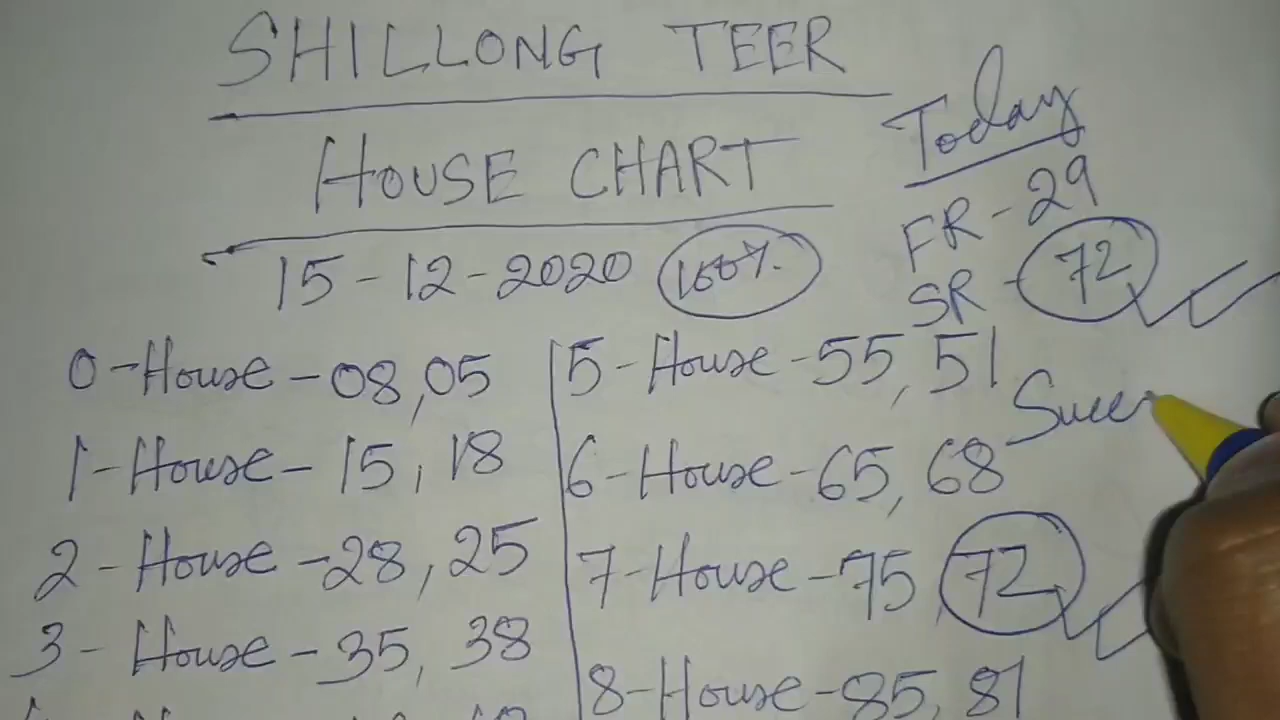 SHILLONG TEER
HOUSE CHART
15-12-2020 100%.
Today
FR-29
SR-72
0-House-08,05
1-House-15,18
2-House-28,25
3-House-35,38
5-House-55,51
6-House-65,68
7-House-75,72
8-House-85,81